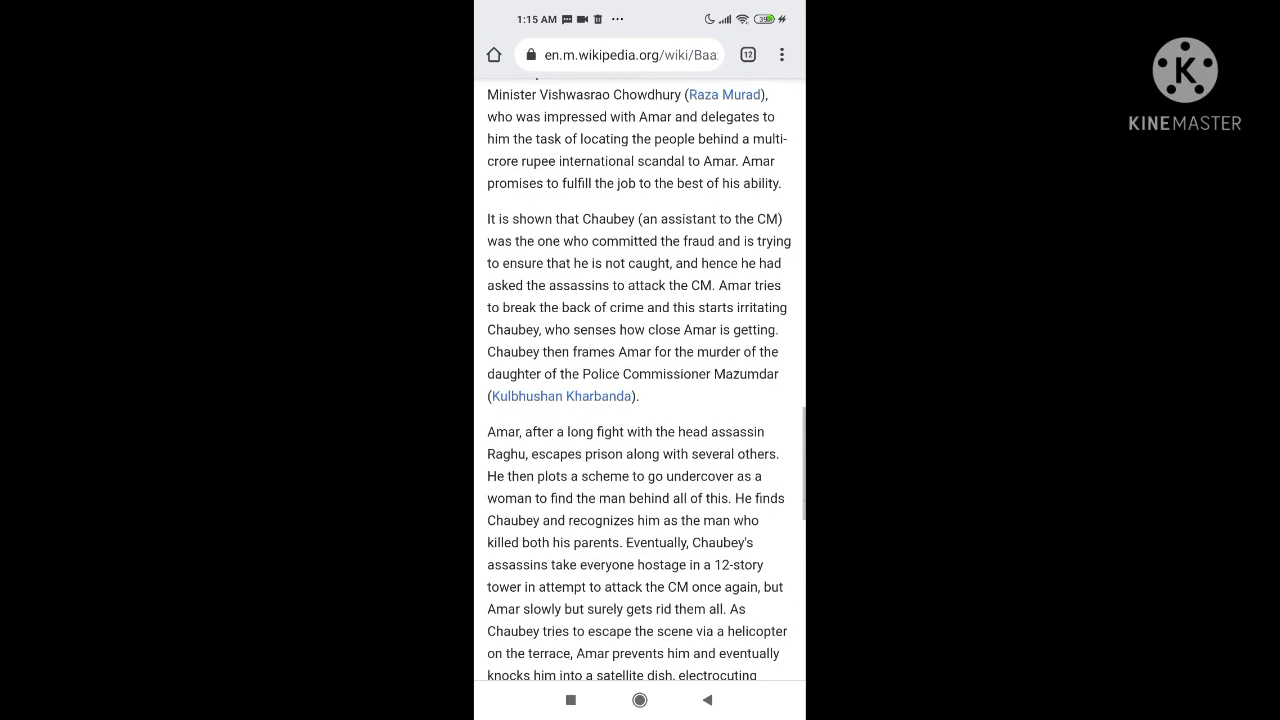 1:15 AM ...
39
en.m.wikipedia.org/wiki/Baa
12
K
KINEMASTER
Minister Vishwasrao Chowdhury (Raza Murad),
who was impressed with Amar and delegates to
him the task of locating the people behind a multi-
crore rupee international scandal to Amar. Amar
promises to fulfill the job to the best of his ability.
It is shown that Chaubey (an assistant to the CM)
was the one who committed the fraud and is trying
to ensure that he is not caught, and hence he had
asked the assassins to attack the CM. Amar tries
to break the back of crime and this starts irritating
Chaubey, who senses how close Amar is getting.
Chaubey then frames Amar for the murder of the
daughter of the Police Commissioner Mazumdar
(Kulbhushan Kharbanda).
Amar, after a long fight with the head assassin
Raghu, escapes prison along with several others.
He then plots a scheme to go undercover as a
woman to find the man behind all of this. He finds
Chaubey and recognizes him as the man who
killed both his parents. Eventually, Chaubey's
assassins take everyone hostage in a 12-story
tower in attempt to attack the CM once again, but
Amar slowly but surely gets rid them all. As
Chaubey tries to escape the scene via a helicopter
on the terrace, Amar prevents him and eventually
knocks him into a satellite dish, electrocuting